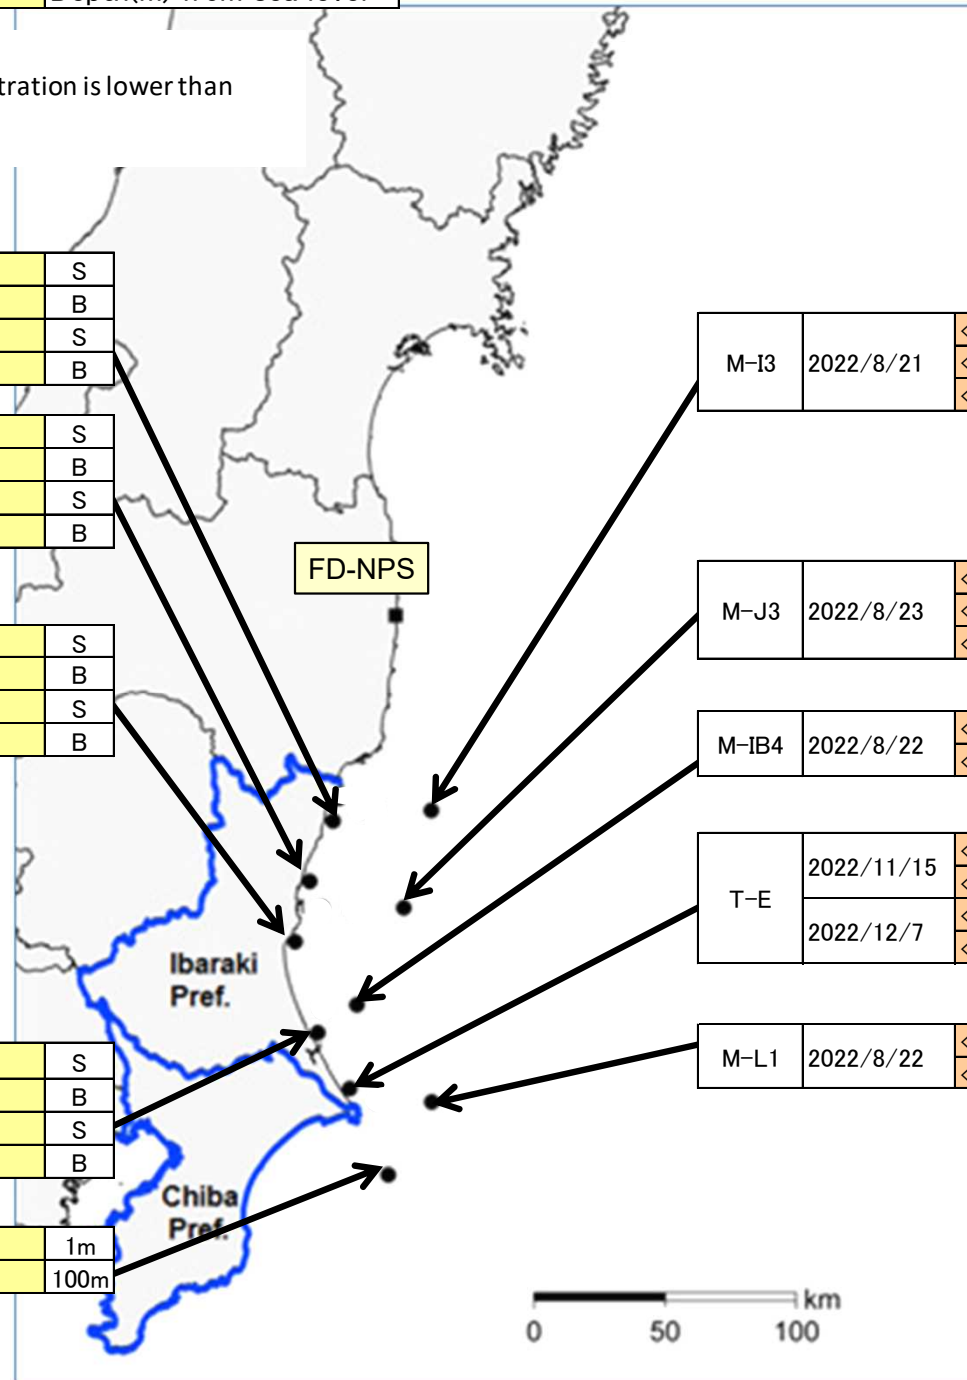 tration is lower than
S
B
S
B
M-I3 2022/8/21 <
<
<
S
B
S
B
FD-NPS
M-J3 2022/8/23 <
<
<
S
B
S
B
M-IB4 2022/8/22 <
<
T-E 2022/11/15 <
<
2022/12/7 <
<
Ibaraki
Pref.
M-L1 2022/8/22 <
<
S
B
S
B
Chiba
Pref.
1m
100m
km
0 50 100